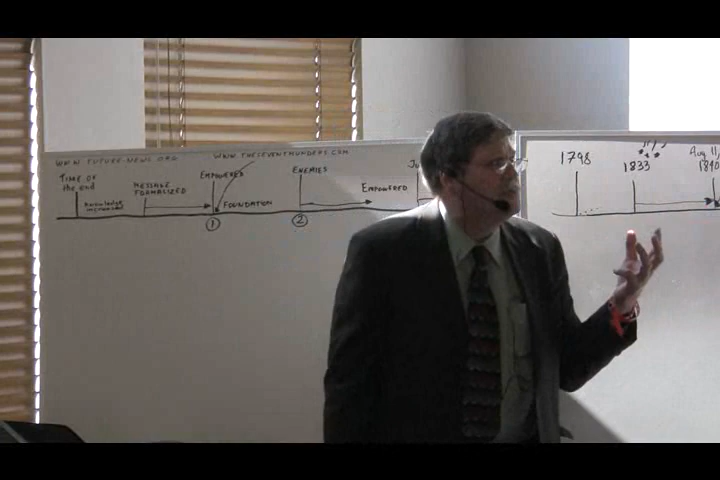 WWW.FUTURE-NEWS.ORG
WWW.THESEVENTHUNDERS.COM
TIME OF
the end
Knowledge
increased
MESSAGE
FORMALIZED
EMPOWERED
FOUNDATION
1
ENEMIES
EMPOWERED
2
1798
1833
Aug 11,
1840